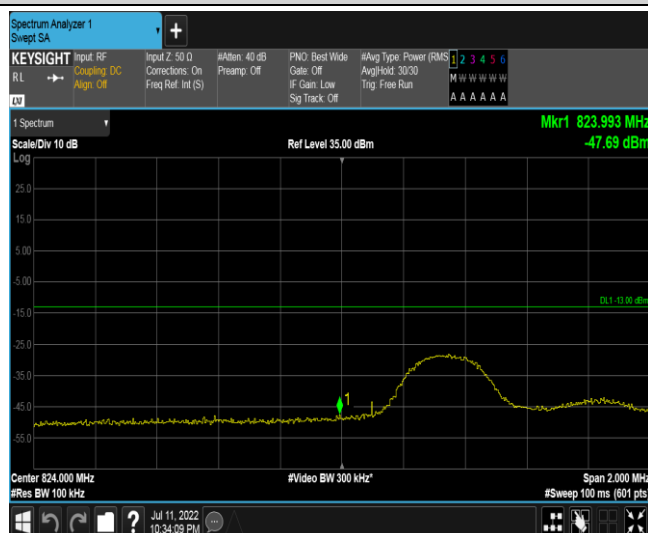 Spectrum Analyzer 1
Swept SA
KEYSIGHT
RL
Input: RF
Coupling: DC
Align: Off
Input Z: 50 Ω
Corrections: On
Freq Ref: Int (S)
#Atten: 40 dB
Preamp: Off
PNO: Best Wide
Gate: Off
IF Gain: Low
Sig Track: Off
#Avg Type: Power (RMS
Avg|Hold: 30/30
Trig: Free Run
1 2 3 4 5 6
M W W W W W
A A A A A A
LXI
1 Spectrum
Mkr1 823.993 MHz
Scale/Div 10 dB
Ref Level 35.00 dBm
-47.69 dBm
Log
25.0
15.0
5.00
-5.00
DL1 -13.00 dBm
-15.0
-25.0
-35.0
1
-45.0
-55.0
Center 824.000 MHz
#Video BW 300 kHz*
Span 2.000 MHz
#Res BW 100 kHz
#Sweep 100 ms (601 pts)
?
Jul 11, 2022
10:34:09 PM